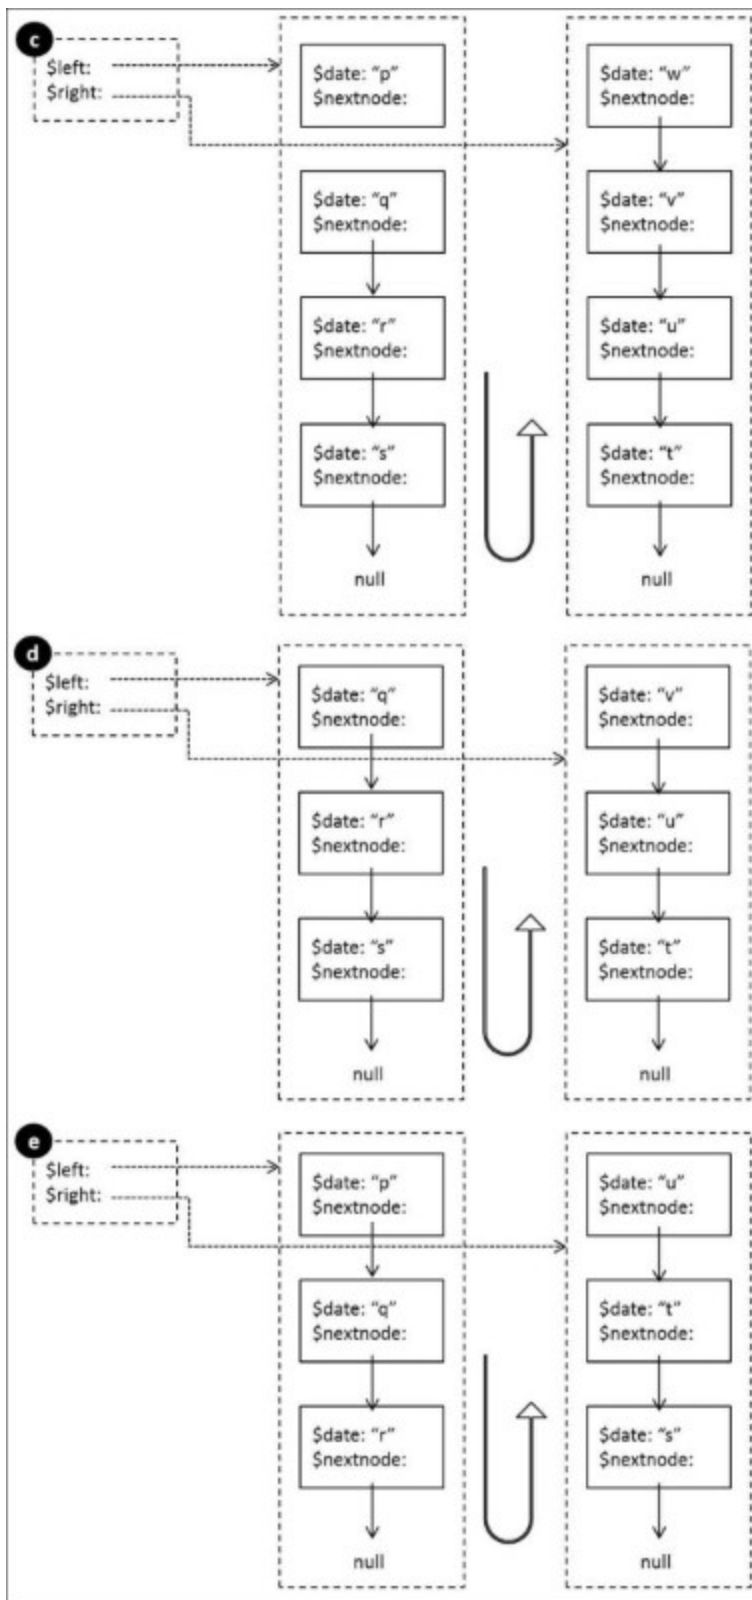 c
$left:
$right:
$date: “p”
$nextnode:
$date: “q”
$nextnode:
$date: “r”
$nextnode:
$date: “s”
$nextnode:
null
$date: “w”
$nextnode:
$date: “v”
$nextnode:
$date: “u”
$nextnode:
$date: “t”
$nextnode:
null
d
$left:
$right:
$date: “q”
$nextnode:
$date: “r”
$nextnode:
$date: “s”
$nextnode:
null
$date: “v”
$nextnode:
$date: “u”
$nextnode:
$date: “t”
$nextnode:
null
e
$left:
$right:
$date: “p”
$nextnode:
$date: “q”
$nextnode:
$date: “r”
$nextnode:
null
$date: “u”
$nextnode:
$date: “t”
$nextnode:
$date: “s”
$nextnode:
null